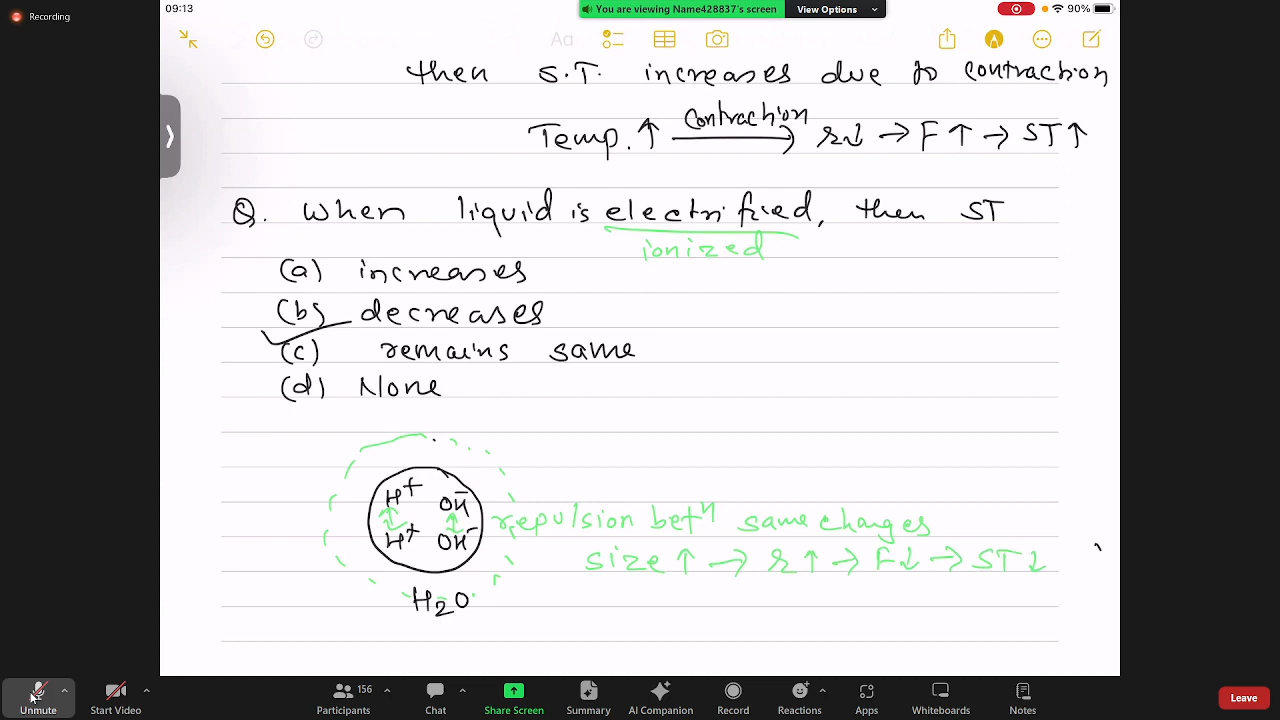 Recording
09:13
You are viewing Name428837's screen
View Options
90%
Aa
then S.T. increases due to contraction
Temp. ↑ contraction → r↓ → F ↑ → ST ↑
Q. When liquid is electrified, then ST
ionized
(a) increases
(b) decreases
(c) remains same
(d) None
H+ OH-
H+ OH-
repulsion betn same charges
size ↑ → r ↑ → F↓ → ST ↓
H2O
Unmute
Start Video
156
Participants
Chat
Share Screen
Summary
AI Companion
Record
Reactions
Apps
Whiteboards
Notes
Leave